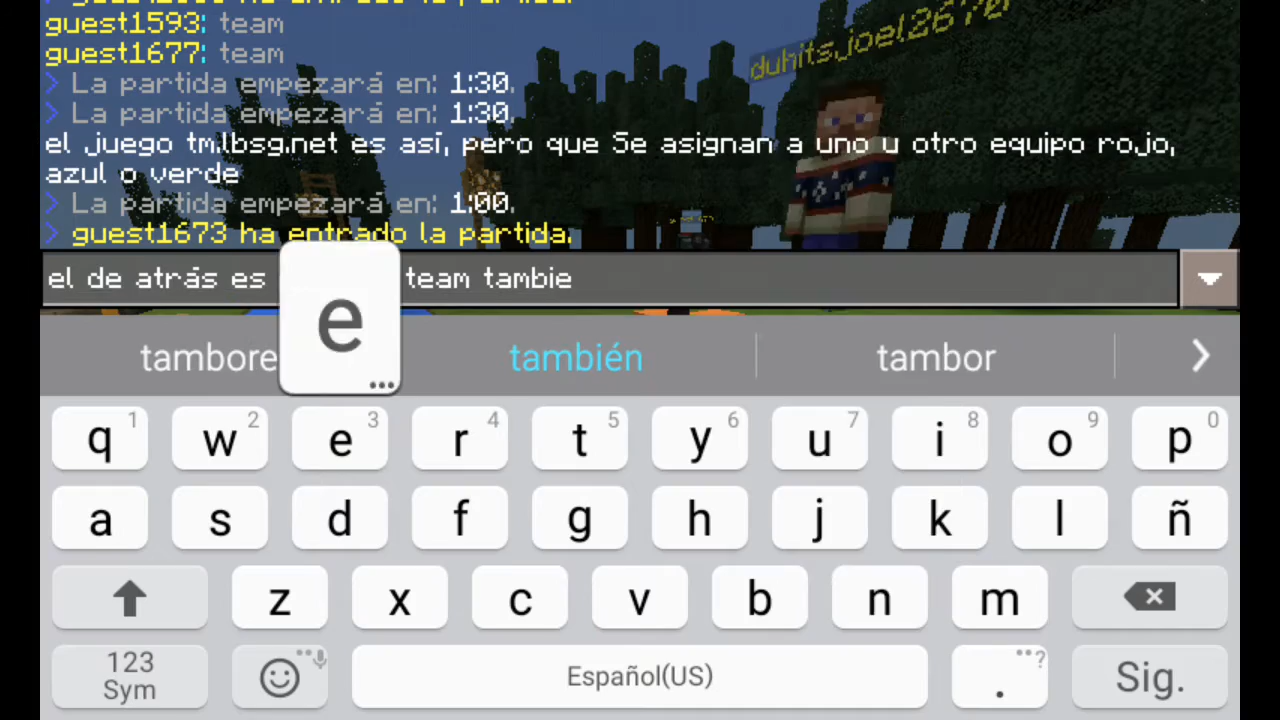 guest1593: team
guest1677: team
> La partida empezará en: 1:30.
> La partida empezará en: 1:30.
el juego tm.lbsg.net es así, pero que Se asignan a uno u otro equipo rojo,
azul o verde
> La partida empezará en: 1:00.
> guest1673 ha entrado la partida.
duhitsjoel2670
el de atrás es team tambie
e
tambore también tambor
q 1 w 2 e 3 r 4 t 5 y 6 u 7 i 8 o 9 p 0
a s d f g h j k l ñ
z x c v b n m
123
Sym
Español(US)
. ?
Sig.